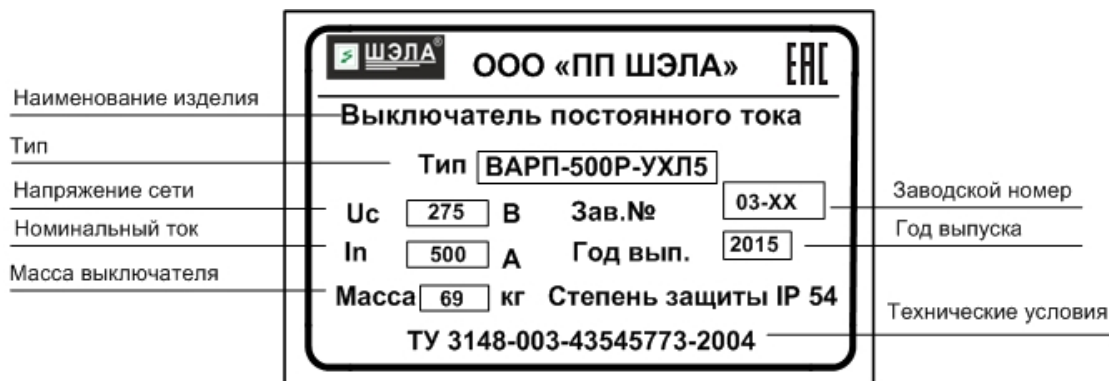 ШЭЛА®
ООО «ПП ШЭЛА»
ЕАС
Наименование изделия
Выключатель постоянного тока
Тип
Тип ВАРП-500Р-УХЛ5
Напряжение сети
Uc 275 В Зав.№ 03-ХХ
Заводской номер
Номинальный ток
In 500 А Год вып. 2015
Год выпуска
Масса выключателя
Масса 69 кг Степень защиты IP 54
ТУ 3148-003-43545773-2004
Технические условия